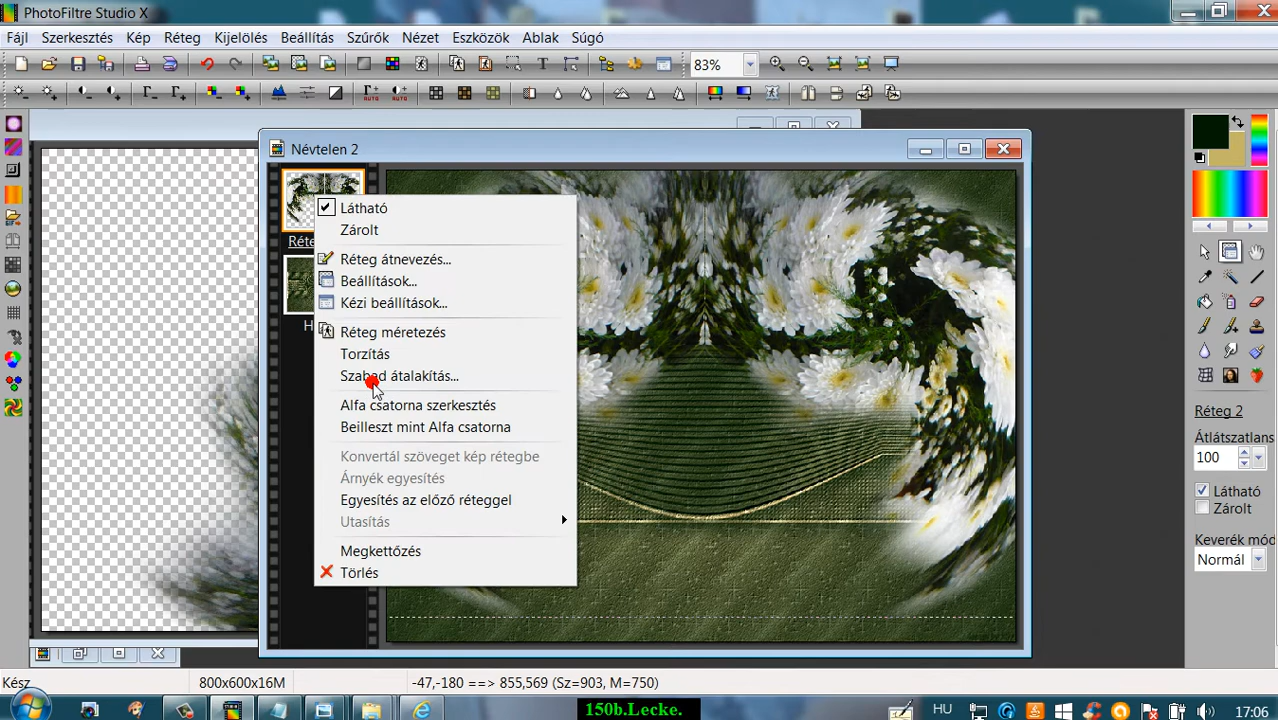 PhotoFiltre Studio X
Fájl Szerkesztés Kép Réteg Kijelölés Beállítás Szűrők Nézet Eszközök Ablak Súgó
83%
AUTO AUTO
Névtelen 2
Látható
Zárolt
Réteg átnevezés...
Beállítások...
Kézi beállítások...
Réteg méretezés
Torzítás
Szabad átalakítás...
Alfa csatorna szerkesztés
Beilleszt mint Alfa csatorna
Konvertál szöveget kép rétegbe
Árnyék egyesítés
Egyesítés az előző réteggel
Utasítás
Megkettőzés
Törlés
Réteg 2
Átlátszatlans
100
Látható
Zárolt
Keverék mód
Normál
Kész 800x600x16M -47,-180 ==> 855,569 (Sz=903, M=750)
150b.Lecke.
HU 17:06